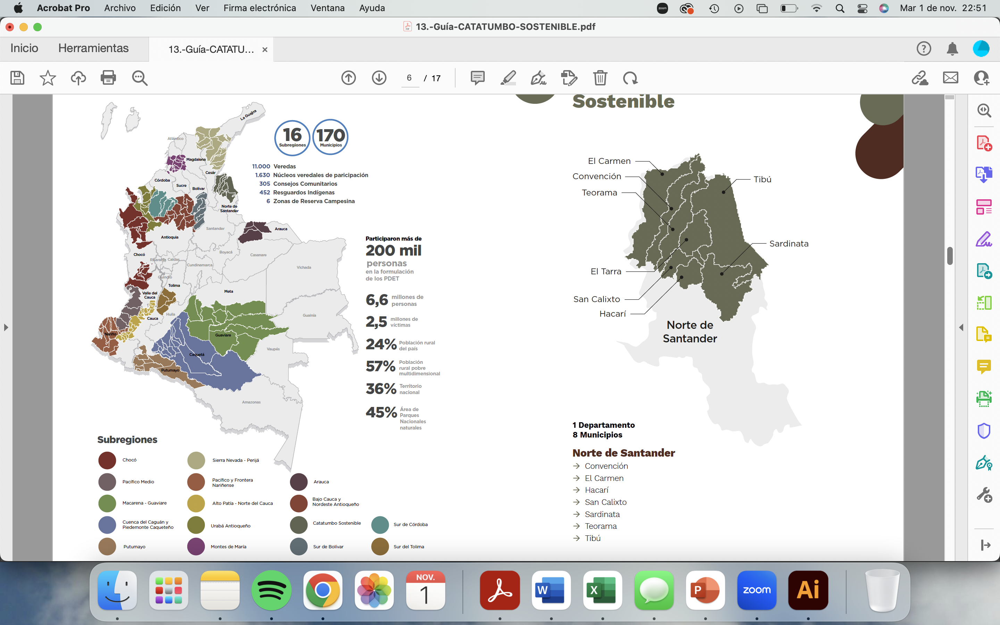 Acrobat Pro Archivo Edición Ver Firma electrónica Ventana Ayuda
zoom
Mar 1 de nov. 22:51
13.-Guía-CATATUMBO-SOSTENIBLE.pdf
Inicio Herramientas 13.-Guía-CATATU... ×
6 / 17
La Guajira
Atlántico
Magdalena
Cesár
Córdoba
Sucre
Bolívar
Norte de
Santander
Santander
Arauca
Antioquia
Boyacá
Casanare
Chocó
Risaralda Caldas
Cundinamarca
Vichada
Quindío
Tolima
Meta
Valle del
Cauca
Huila
Guainía
Cauca
Nariño
Guaviare
Vaupés
Caquetá
Putumayo
Amazonas
16
Subregiones
170
Municipios
11.000 Veredas
1.630 Núcleos veredales de paricipación
305 Consejos Comunitarios
452 Resguardos Indígenas
6 Zonas de Reserva Campesina
Participaron más de
200 mil
personas
en la formulación
de los PDET
6,6 millones de
personas
2,5 millones de
víctimas
24% Población rural
del país
57% Población
rural pobre
multidimensional
36% Territorio
nacional
45% Área de
Parques
Nacionales
naturales
Subregiones
Chocó
Pacífico Medio
Macarena - Guaviare
Cuenca del Caguán y
Piedemonte Caqueteño
Putumayo
Sierra Nevada - Perijá
Pacífico y Frontera
Nariñense
Alto Patía - Norte del Cauca
Urabá Antioqueño
Montes de María
Arauca
Bajo Cauca y
Nordeste Antioqueño
Catatumbo Sostenible
Sur de Bolívar
Sur de Córdoba
Sur del Tolima
Sostenible
El Carmen
Convención
Teorama
Tibú
Sardinata
El Tarra
San Calixto
Hacarí
Norte de
Santander
1 Departamento
8 Municipios
Norte de Santander
→ Convención
→ El Carmen
→ Hacarí
→ San Calixto
→ Sardinata
→ Teorama
→ Tibú
NOV.
1
W
X
P
zoom
Ai